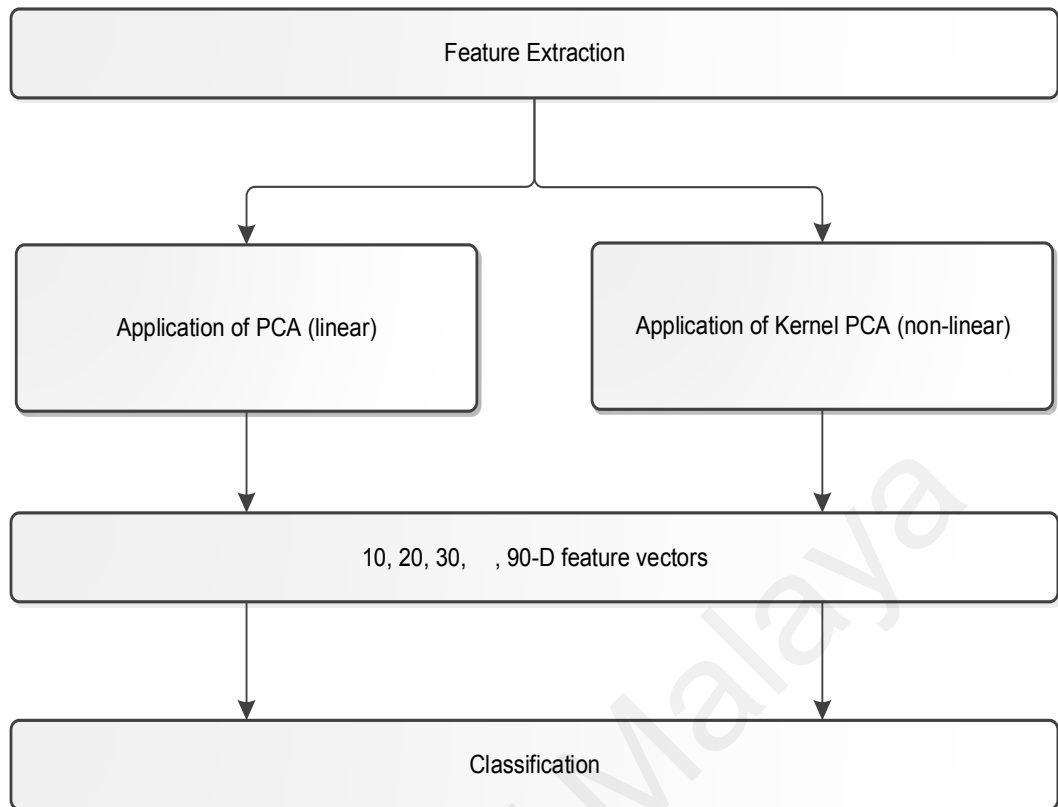 Feature Extraction
Application of PCA (linear)
Application of Kernel PCA (non-linear)
10, 20, 30, , 90-D feature vectors
Classification
Malaya